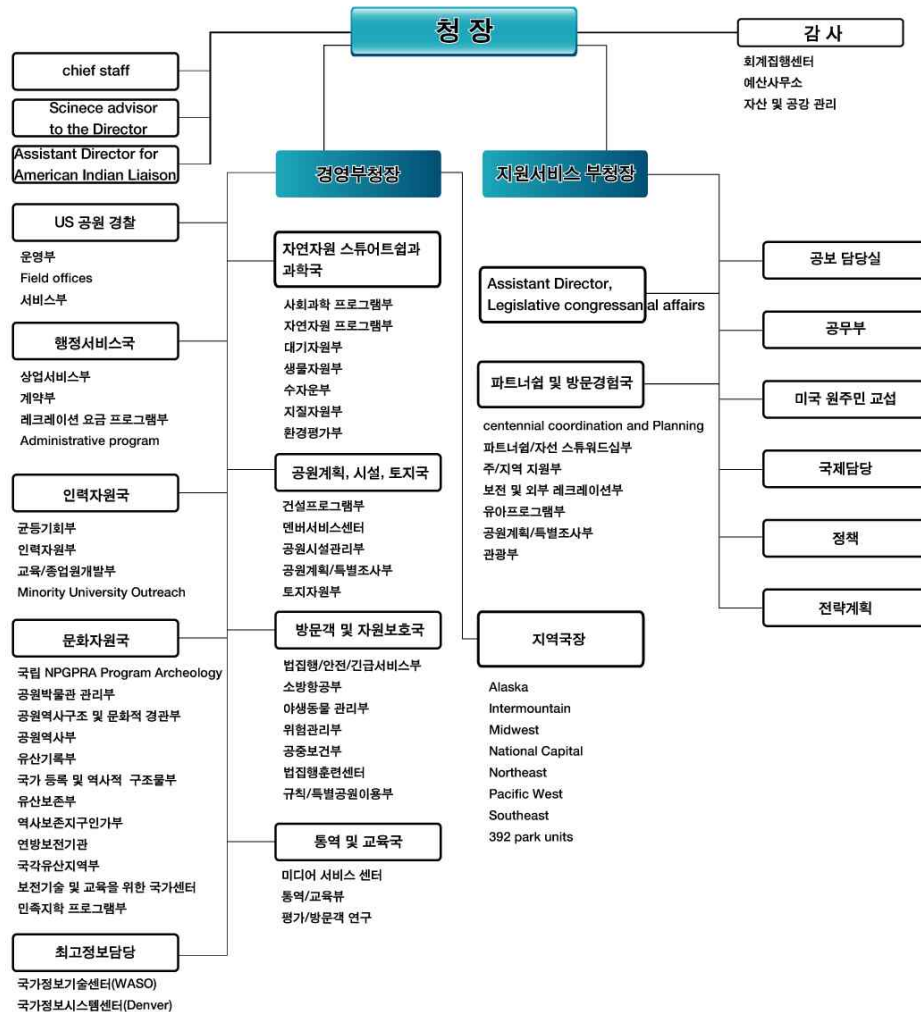 청 장
감 사
회계집행센터
예산사무소
자산 및 공강 관리
chief staff
Scinece advisor
to the Director
Assistant Director for
American Indian Liaison
경영부청장
지원서비스 부청장
US 공원 경찰
운영부
Field offices
서비스부
행정서비스국
상업서비스부
계약부
레크레이션 요금 프로그램부
Administrative program
인력자원국
균등기회부
인력자원부
교육/종업원개발부
Minority University Outreach
문화자원국
국립 NPGPRA Program Archeology
공원박물관 관리부
공원역사구조 및 문화적 경관부
공원역사부
유산기록부
국가 등록 및 역사적 구조물부
유산보존부
역사보존지구인가부
연방보전기관
국각유산지역부
보전기술 및 교육을 위한 국가센터
민족지학 프로그램부
최고정보담당
국가정보기술센터(WASO)
국가정보시스템센터(Denver)
자연자원 스튜어트쉽과
과학국
사회과학 프로그램부
자연자원 프로그램부
대기자원부
생물자원부
수자운부
지질자원부
환경평가부
공원계획, 시설, 토지국
건설프로그램부
덴버서비스센터
공원시설관리부
공원계획/특별조사부
토지자원부
방문객 및 자원보호국
법집행/안전/긴급서비스부
소방항공부
야생동물 관리부
위험관리부
공중보건부
법집행훈련센터
규칙/특별공원이용부
통역 및 교육국
미디어 서비스 센터
통역/교육뷰
평가/방문객 연구
Assistant Director,
Legislative congressanial affairs
파트너쉽 및 방문경험국
centennial coordination and Planning
파트너쉽/자선 스튜워드십부
주/지역 지원부
보전 및 외부 레크레이션부
유아프로그램부
공원계획/특별조사부
관광부
지역국장
Alaska
Intermountain
Midwest
National Capital
Northeast
Pacific West
Southeast
392 park units
공보 담당실
공무부
미국 원주민 교섭
국제담당
정책
전략계획